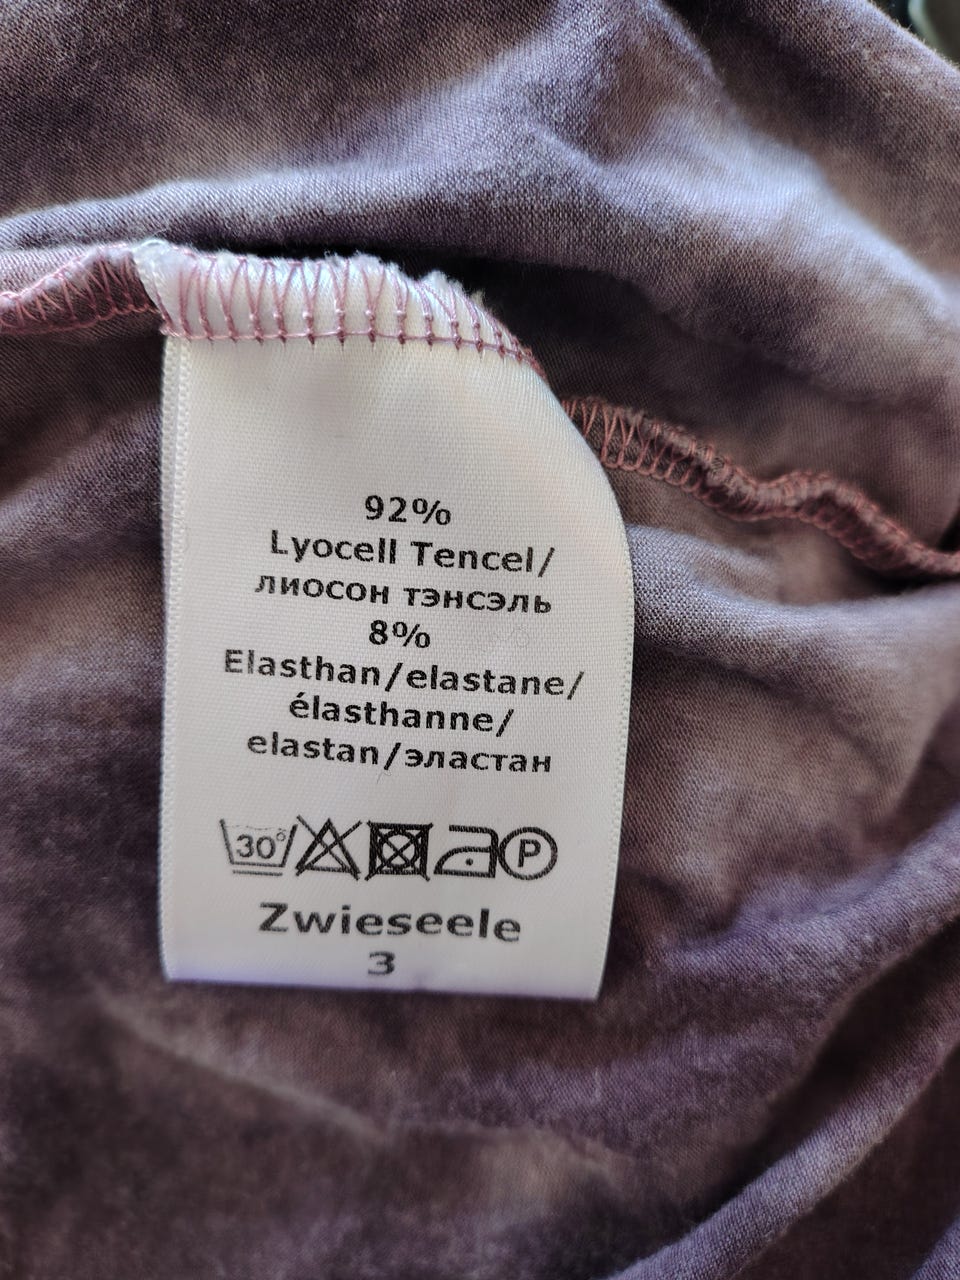 92%
Lyocell Tencel/
лиосон тэнсэль
8%
Elasthan/elastane/
élasthanne/
elastan/эластан
30°
P
Zwieseele
3